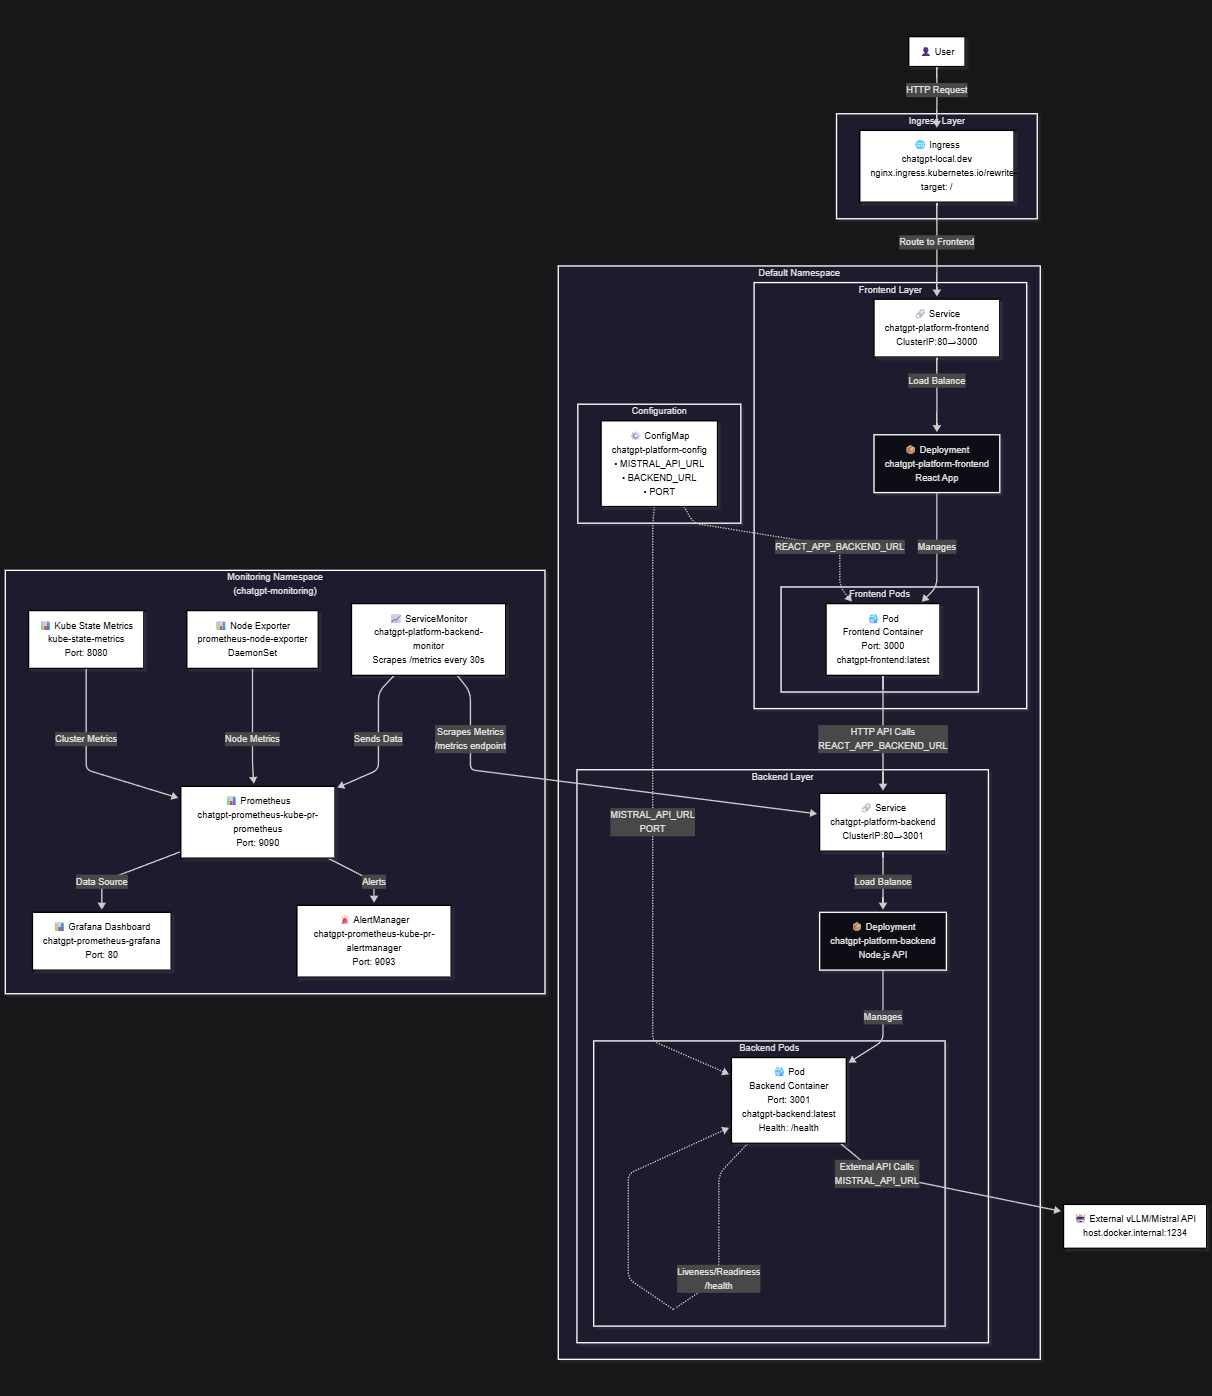 User
HTTP Request
Ingress Layer
Ingress
chatgpt-local.dev
nginx.ingress.kubernetes.io/rewrite-
target: /
Route to Frontend
Default Namespace
Frontend Layer
Service
chatgpt-platform-frontend
ClusterIP:80→3000
Load Balance
Configuration
ConfigMap
chatgpt-platform-config
• MISTRAL_API_URL
• BACKEND_URL
• PORT
Deployment
chatgpt-platform-frontend
React App
REACT_APP_BACKEND_URL
Manages
Frontend Pods
Pod
Frontend Container
Port: 3000
chatgpt-frontend:latest
Monitoring Namespace
(chatgpt-monitoring)
Kube State Metrics
kube-state-metrics
Port: 8080
Node Exporter
prometheus-node-exporter
DaemonSet
ServiceMonitor
chatgpt-platform-backend-
monitor
Scrapes /metrics every 30s
Cluster Metrics
Node Metrics
Sends Data
Scrapes Metrics
/metrics endpoint
HTTP API Calls
REACT_APP_BACKEND_URL
Prometheus
chatgpt-prometheus-kube-pr-
prometheus
Port: 9090
Backend Layer
Service
chatgpt-platform-backend
ClusterIP:80→3001
MISTRAL_API_URL
PORT
Data Source
Alerts
Load Balance
Grafana Dashboard
chatgpt-prometheus-grafana
Port: 80
AlertManager
chatgpt-prometheus-kube-pr-
alertmanager
Port: 9093
Deployment
chatgpt-platform-backend
Node.js API
Manages
Backend Pods
Pod
Backend Container
Port: 3001
chatgpt-backend:latest
Health: /health
External API Calls
MISTRAL_API_URL
External vLLM/Mistral API
host.docker.internal:1234
Liveness/Readiness
/health